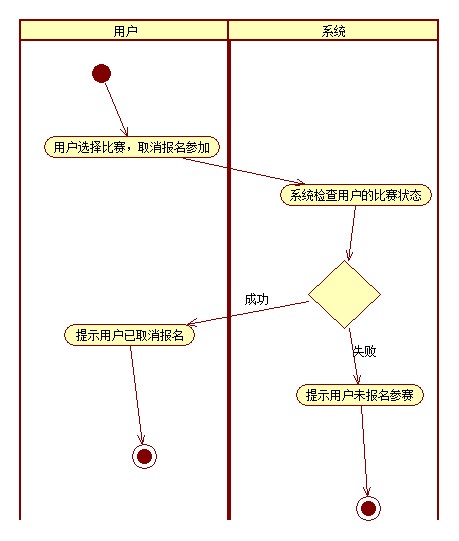 用户
系统
用户选择比赛，取消报名参加
系统检查用户的比赛状态
成功
提示用户已取消报名
失败
提示用户未报名参赛